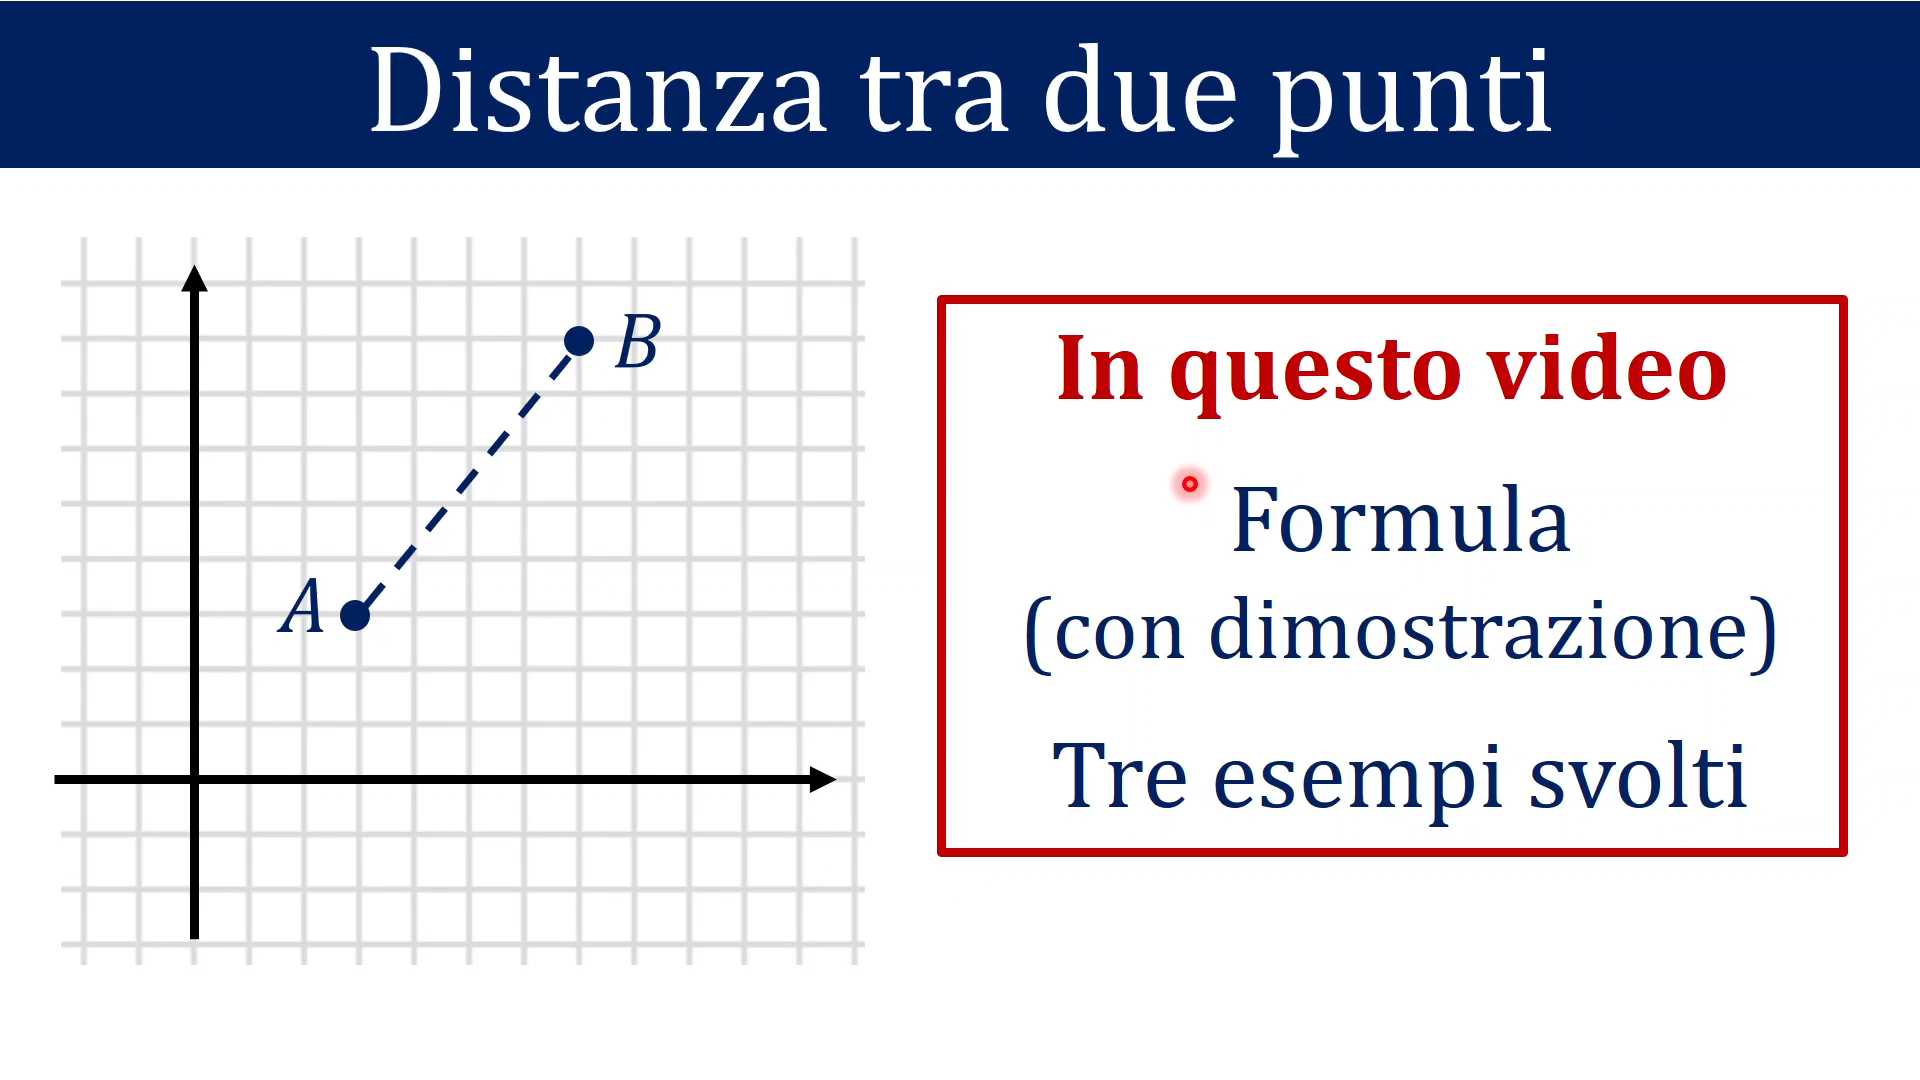 Distanza tra due punti
B
A
In questo video
Formula
(con dimostrazione)
Tre esempi svolti